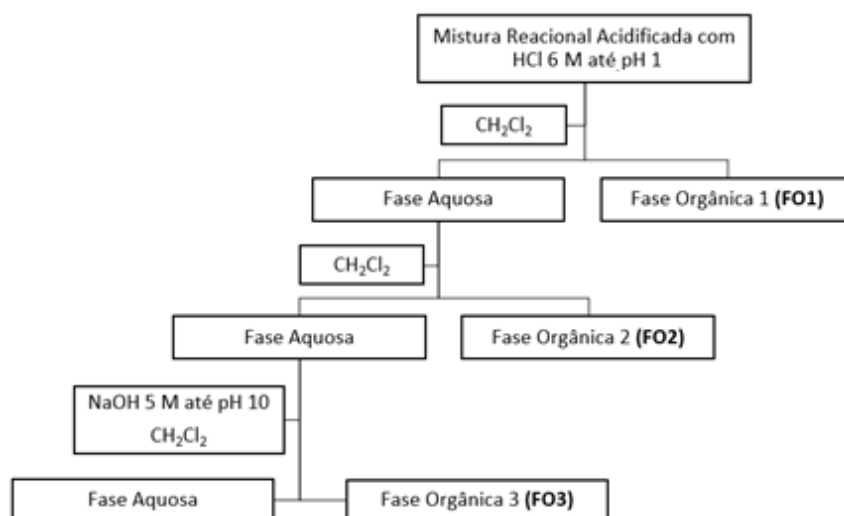 Mistura Reacional Acidificada com
HCl 6 M até pH 1
CH₂Cl₂
Fase Aquosa
Fase Orgânica 1 (FO1)
CH₂Cl₂
Fase Aquosa
Fase Orgânica 2 (FO2)
NaOH 5 M até pH 10
CH₂Cl₂
Fase Aquosa
Fase Orgânica 3 (FO3)